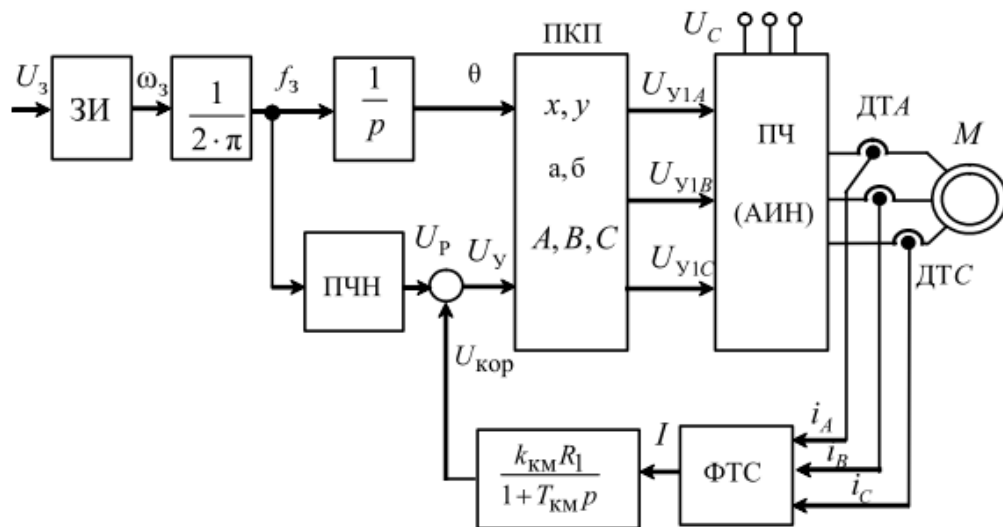 U_С
ПКП
U_з
ЗИ
ω_з
1
2 · π
f_з
1
p
θ
x, y
а, б
A, B, C
U_У1A
U_У1B
U_У1C
ПЧ
(АИН)
ДТA
M
ДТC
ПЧН
U_Р
U_У
U_кор
k_км R_1
1 + T_км p
I
ФТС
i_A
i_B
i_C